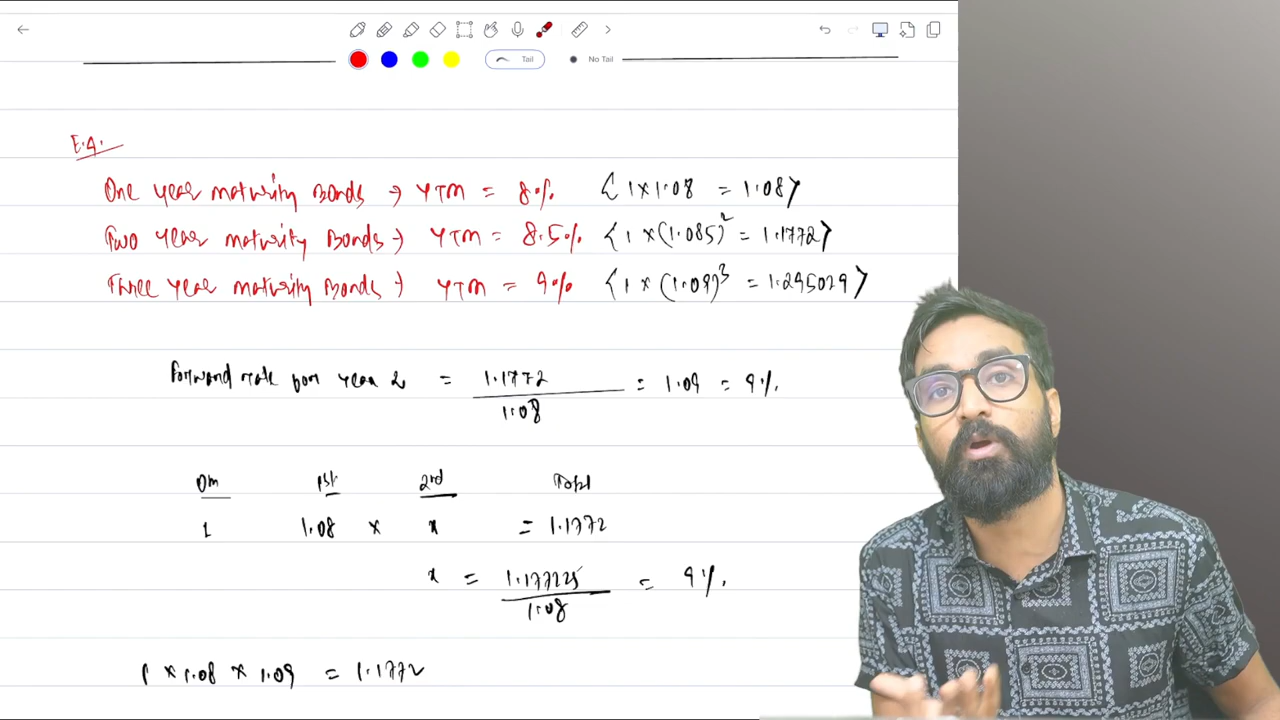 Tail No Tail
E.g.
One year maturity Bonds → YTM = 8% {1×1.08 = 1.08}
Two year maturity Bonds → YTM = 8.5% {1×(1.085)² = 1.1772}
Three year maturity Bonds → YTM = 9% {1×(1.09)³ = 1.295029}
Forward rate for year 2 = 1.1772 / 1.08 = 1.09 = 9%.
1st 2nd Total
1 1.08 × x = 1.1772
x = 1.177225 / 1.08 = 9%.
1 × 1.08 × 1.09 = 1.1772